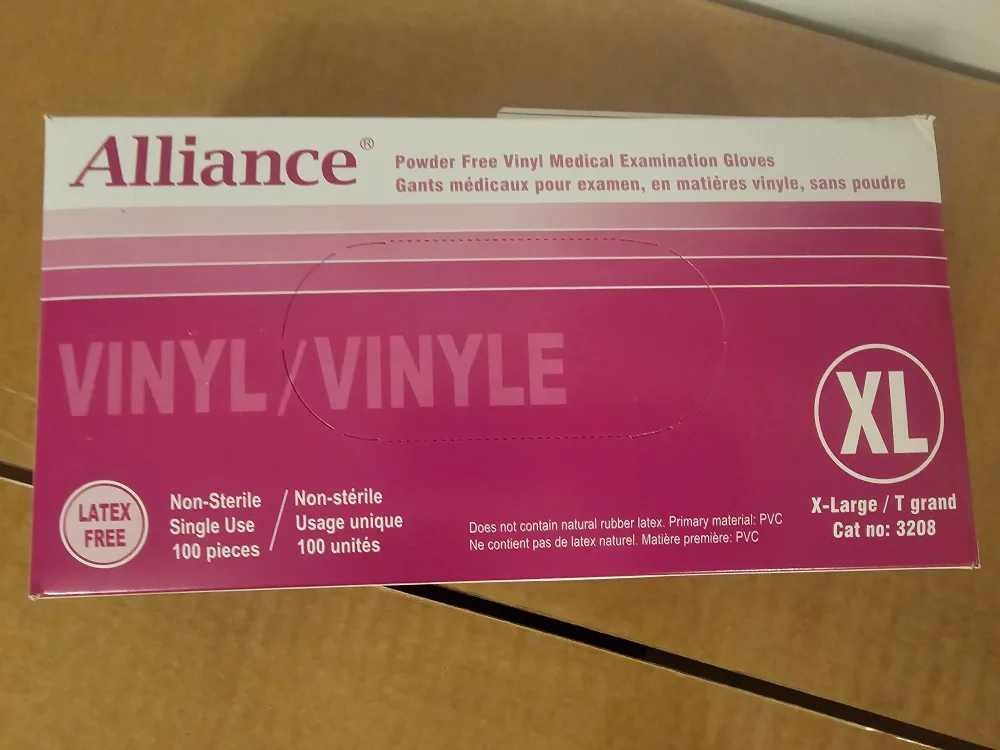 Alliance®
Powder Free Vinyl Medical Examination Gloves
Gants médicaux pour examen, en matières vinyle, sans poudre
VINYL / VINYLE
XL
X-Large / T grand
Cat no: 3208
LATEX
FREE
Non-Sterile / Non-stérile
Single Use / Usage unique
100 pieces / 100 unités
Does not contain natural rubber latex. Primary material: PVC
Ne contient pas de latex naturel. Matière première: PVC